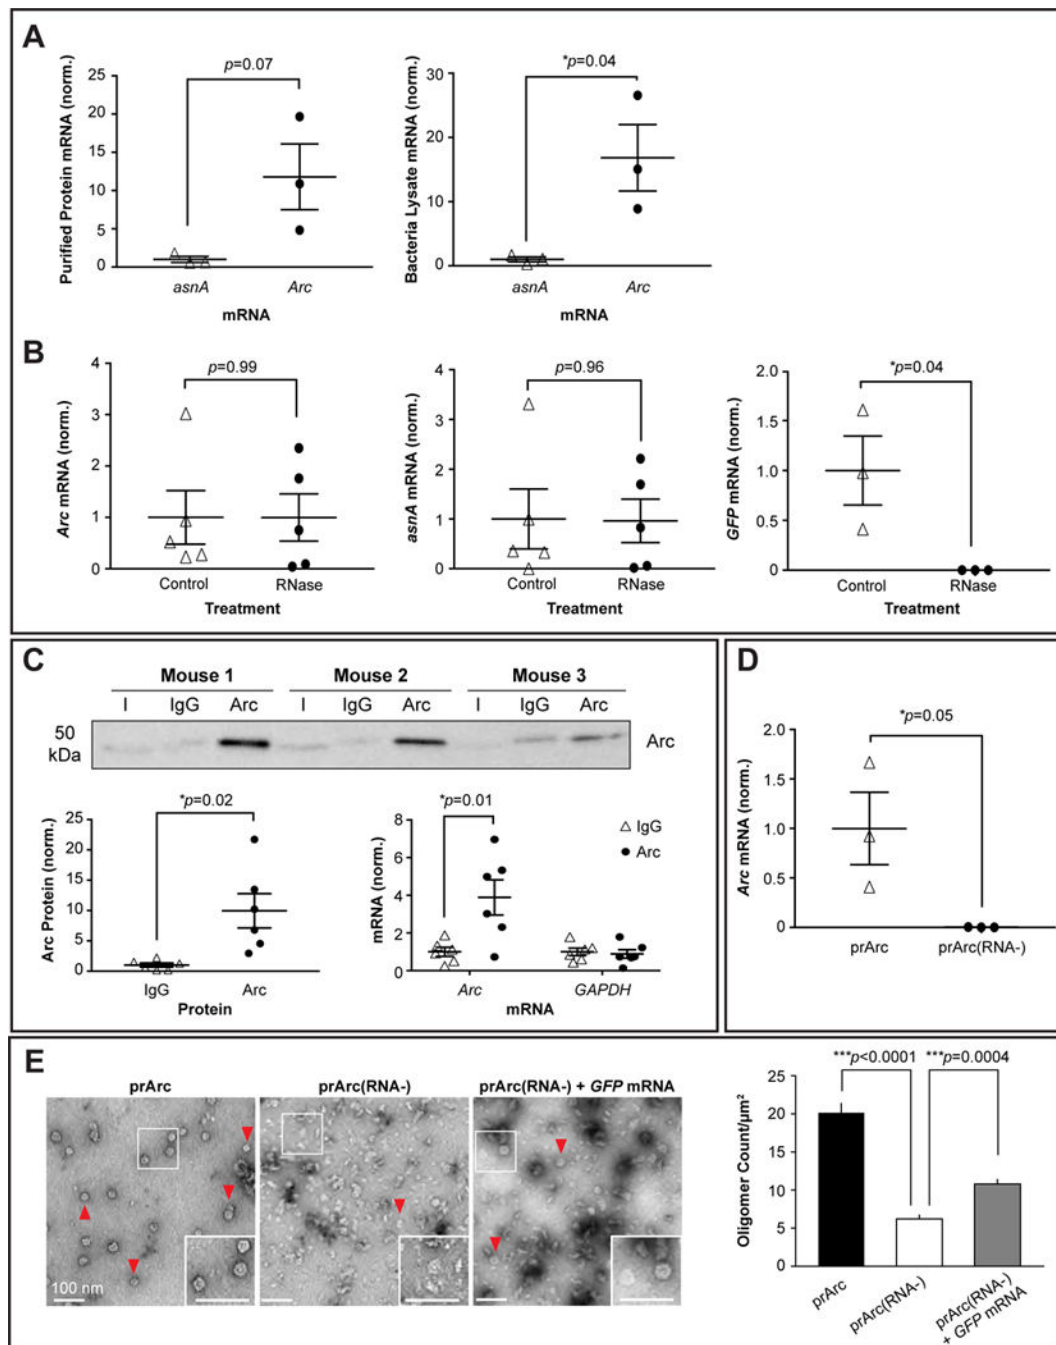 A
Purified Protein mRNA (norm.)
25
20
15
10
5
0
p=0.07
asnA
Arc
mRNA
Bacteria Lysate mRNA (norm.)
30
20
10
0
*p=0.04
asnA
Arc
mRNA
B
Arc mRNA (norm.)
4
3
2
1
0
p=0.99
Control
RNase
Treatment
asnA mRNA (norm.)
4
3
2
1
0
p=0.96
Control
RNase
Treatment
GFP mRNA (norm.)
2.0
1.5
1.0
0.5
0
*p=0.04
Control
RNase
Treatment
C
Mouse 1
Mouse 2
Mouse 3
I IgG Arc I IgG Arc I IgG Arc
50
kDa
Arc
Arc Protein (norm.)
25
20
15
10
5
0
*p=0.02
IgG
Arc
Protein
mRNA (norm.)
8
6
4
2
0
*p=0.01
IgG
Arc
Arc
GAPDH
mRNA
D
Arc mRNA (norm.)
2.0
1.5
1.0
0.5
0
*p=0.05
prArc
prArc(RNA-)
E
prArc
prArc(RNA-)
prArc(RNA-) + GFP mRNA
100 nm
Oligomer Count/µm²
25
20
15
10
5
0
***p<0.0001
***p=0.0004
prArc
prArc(RNA-)
prArc(RNA-)
+ GFP mRNA